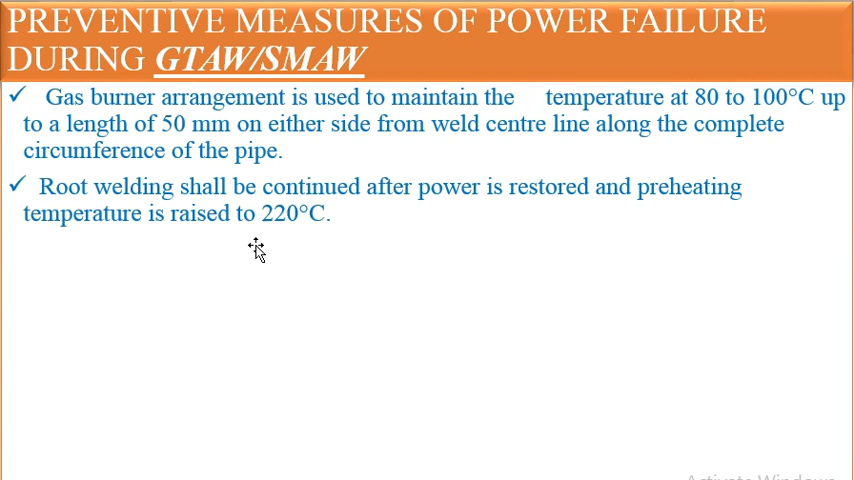 PREVENTIVE MEASURES OF POWER FAILURE
DURING GTAW/SMAW
✓ Gas burner arrangement is used to maintain the temperature at 80 to 100°C up
to a length of 50 mm on either side from weld centre line along the complete
circumference of the pipe.
✓ Root welding shall be continued after power is restored and preheating
temperature is raised to 220°C.
Activate Windows